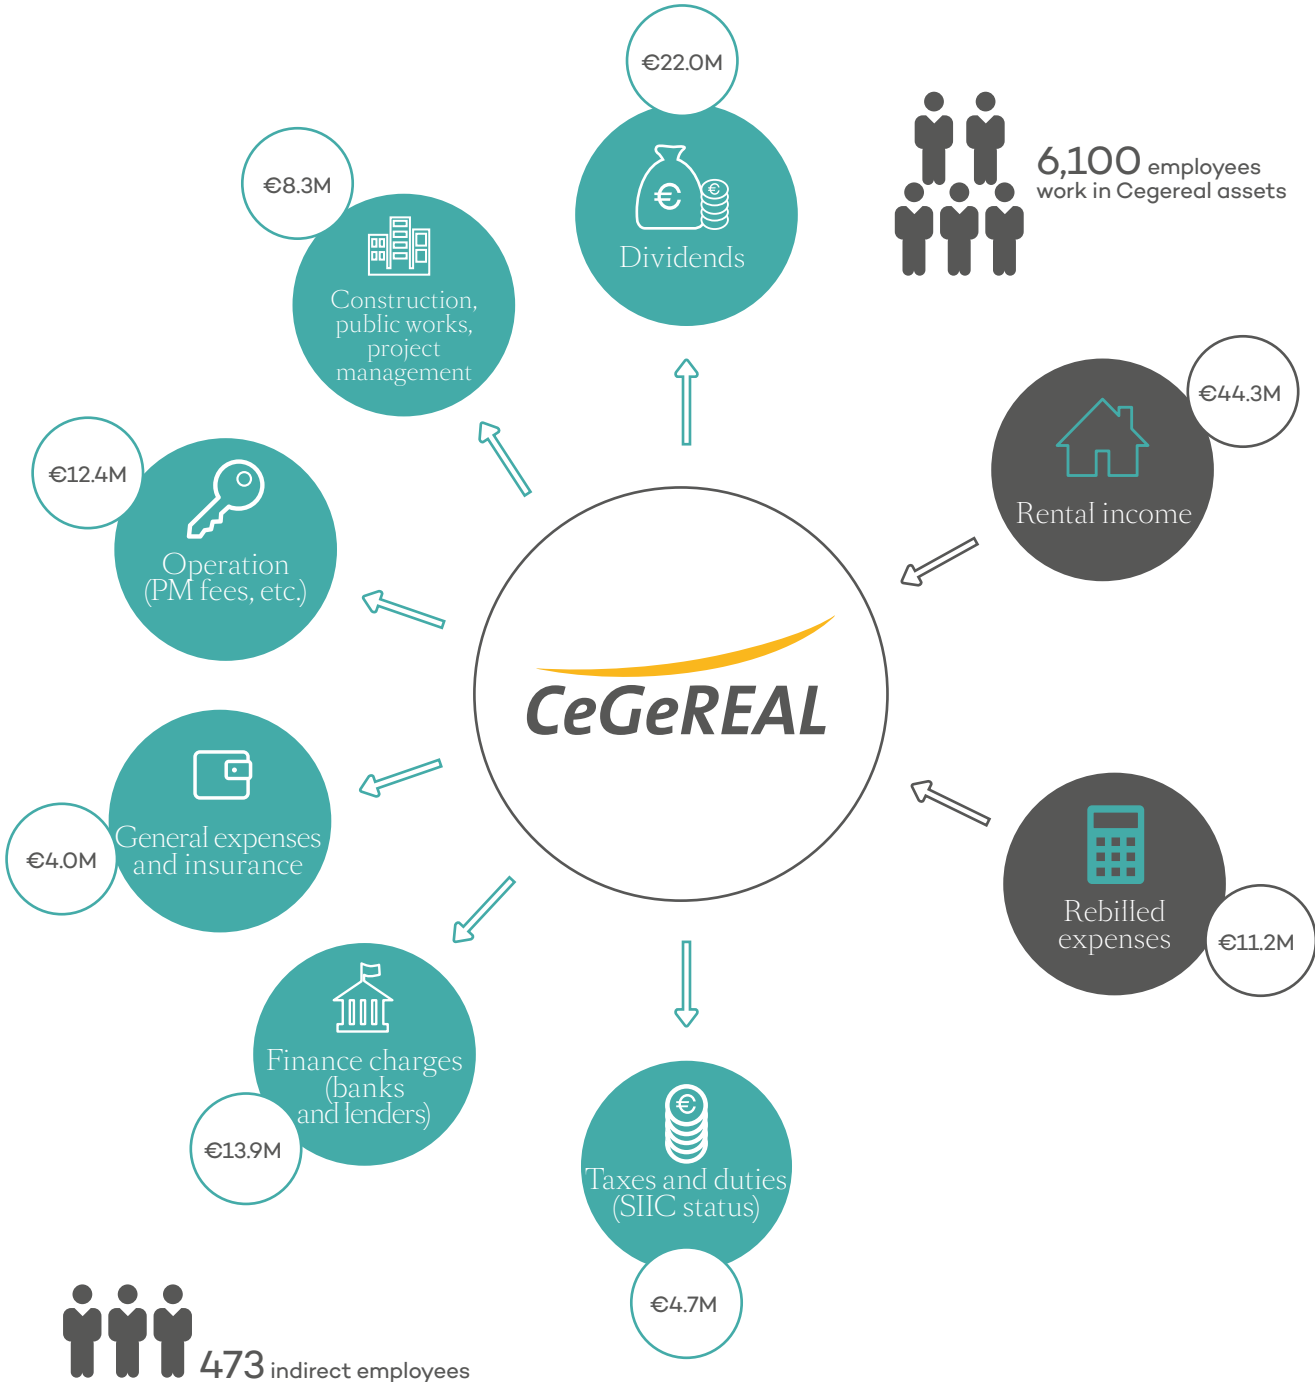 €22.0M
€
€
Dividends
6,100 employees
work in Cegereal assets
€8.3M
Construction,
public works,
project
management
€44.3M
Rental income
€12.4M
Operation
(PM fees, etc.)
CeGeREAL
€4.0M
General expenses
and insurance
Rebilled
expenses
€11.2M
Finance charges
(banks
and lenders)
€13.9M
€
Taxes and duties
(SIIC status)
€4.7M
473 indirect employees